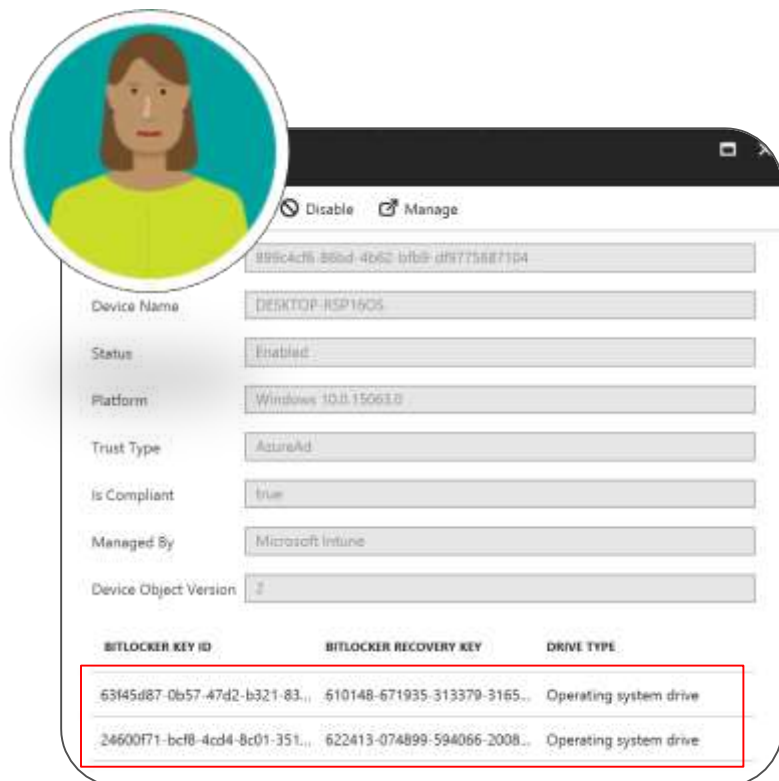 Disable Manage
899c4cf6-86bd-4b62-bfb9-df9775687104
Device Name DESKTOP-RSP16OS
Status Enabled
Platform Windows 10.0.15063.0
Trust Type AzureAd
Is Compliant true
Managed By Microsoft Intune
Device Object Version 2
BITLOCKER KEY ID BITLOCKER RECOVERY KEY DRIVE TYPE
63f45d87-0b57-47d2-b321-83... 610148-671935-313379-3165... Operating system drive
24600f71-bcf8-4cd4-8c01-351... 622413-074899-594066-2008... Operating system drive